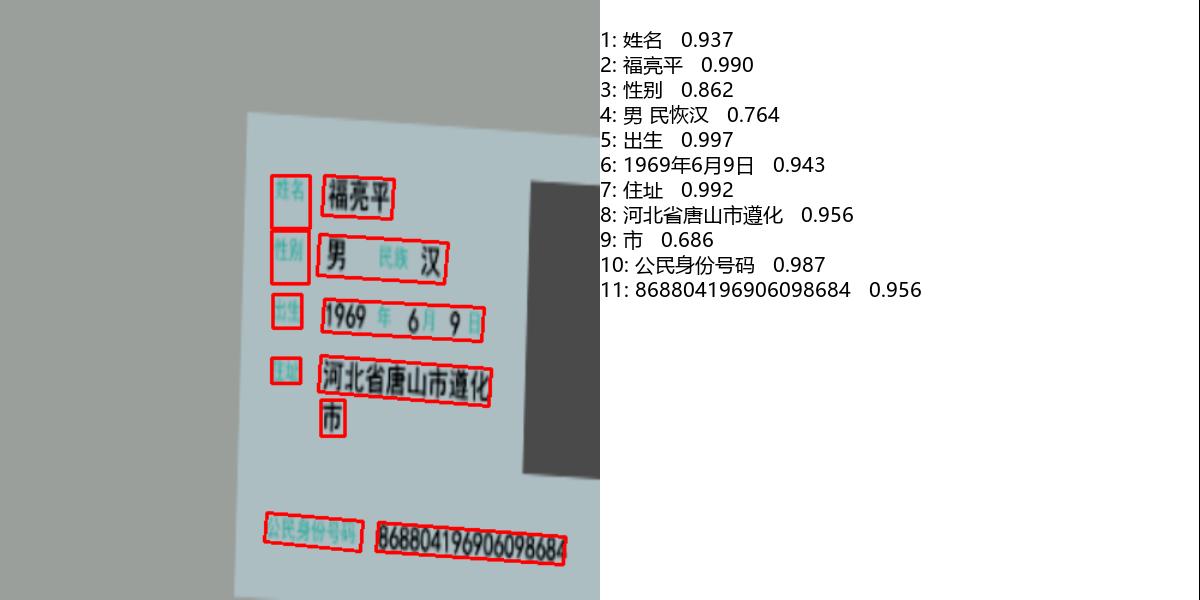 姓名 福亮平
性别 男 民族 汉
出生 1969 年 6 月 9 日
住址 河北省唐山市遵化
市
公民身份号码 868804196906098684
1: 姓名 0.937
2: 福亮平 0.990
3: 性别 0.862
4: 男 民恢汉 0.764
5: 出生 0.997
6: 1969年6月9日 0.943
7: 住址 0.992
8: 河北省唐山市遵化 0.956
9: 市 0.686
10: 公民身份号码 0.987
11: 868804196906098684 0.956